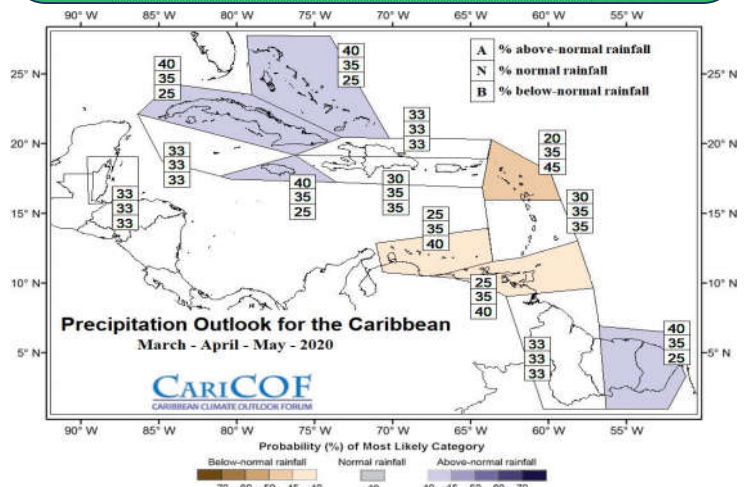 90° W 85° W 80° W 75° W 70° W 65° W 60° W 55° W
A % above-normal rainfall
N % normal rainfall
B % below-normal rainfall
25° N
20° N
15° N
10° N
5° N
40
35
25
40
35
25
33
33
33
20
35
45
33
33
33
33
33
33
40
35
25
30
35
35
30
35
35
25
35
40
25
35
40
33
33
33
40
35
25
25° N
20° N
15° N
10° N
5° N
Precipitation Outlook for the Caribbean
March - April - May - 2020
CARICOF
CARIBBEAN CLIMATE OUTLOOK FORUM
90° W 85° W 80° W 75° W 70° W 65° W 60° W 55° W
Probability (%) of Most Likely Category
Below-normal rainfall Normal rainfall Above-normal rainfall